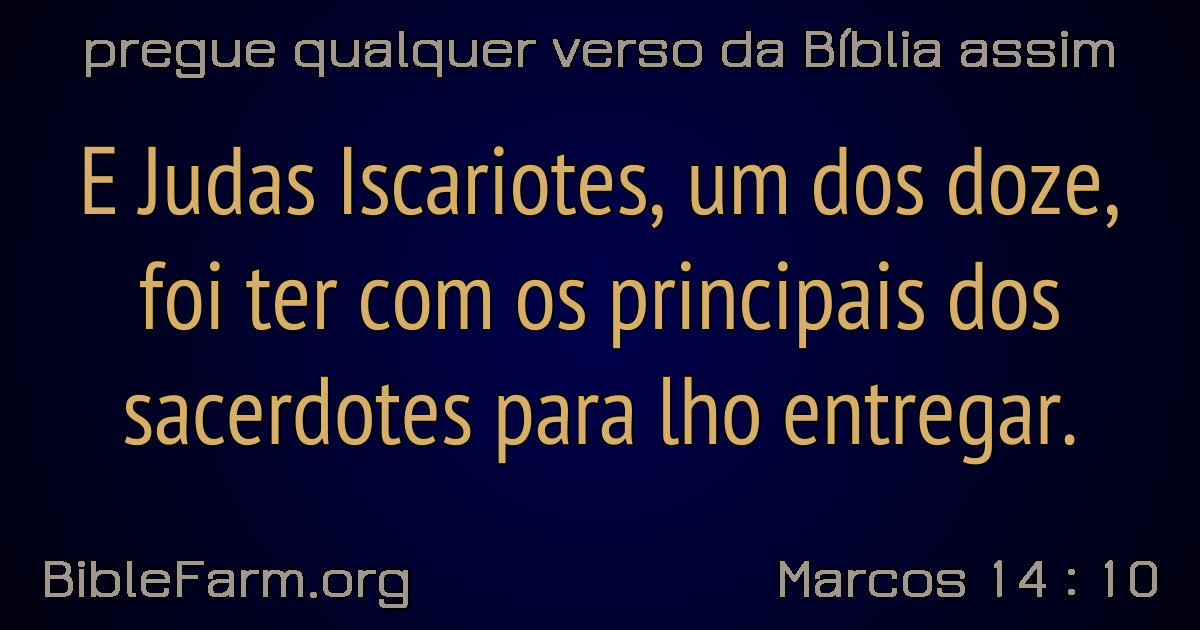 pregue qualquer verso da Bíblia assim
E Judas Iscariotes, um dos doze,
foi ter com os principais dos
sacerdotes para lho entregar.
BibleFarm.org
Marcos 14 : 10